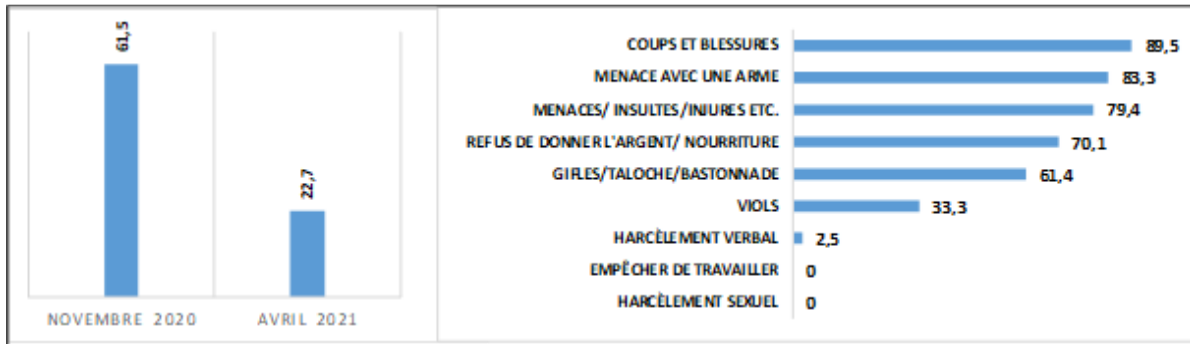 61,5
22,7
NOVEMBRE 2020
AVRIL 2021
COUPS ET BLESSURES 89,5
MENACE AVEC UNE ARME 83,3
MENACES/ INSULTES/INJURES ETC. 79,4
REFUS DE DONNER L'ARGENT/ NOURRITURE 70,1
GIFLES/TALOCHE/BASTONNADE 61,4
VIOLS 33,3
HARCÈLEMENT VERBAL 2,5
EMPÊCHER DE TRAVAILLER 0
HARCÈLEMENT SEXUEL 0